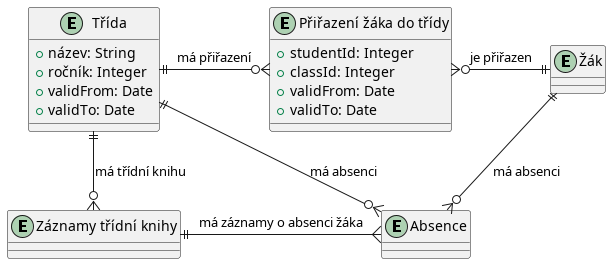 E Třída
název: String
ročník: Integer
validFrom: Date
validTo: Date
má přiřazení
E Přiřazení žáka do třídy
studentId: Integer
classId: Integer
validFrom: Date
validTo: Date
je přiřazen
E Žák
má třídní knihu
má absenci
má absenci
E Záznamy třídní knihy
má záznamy o absenci žáka
E Absence